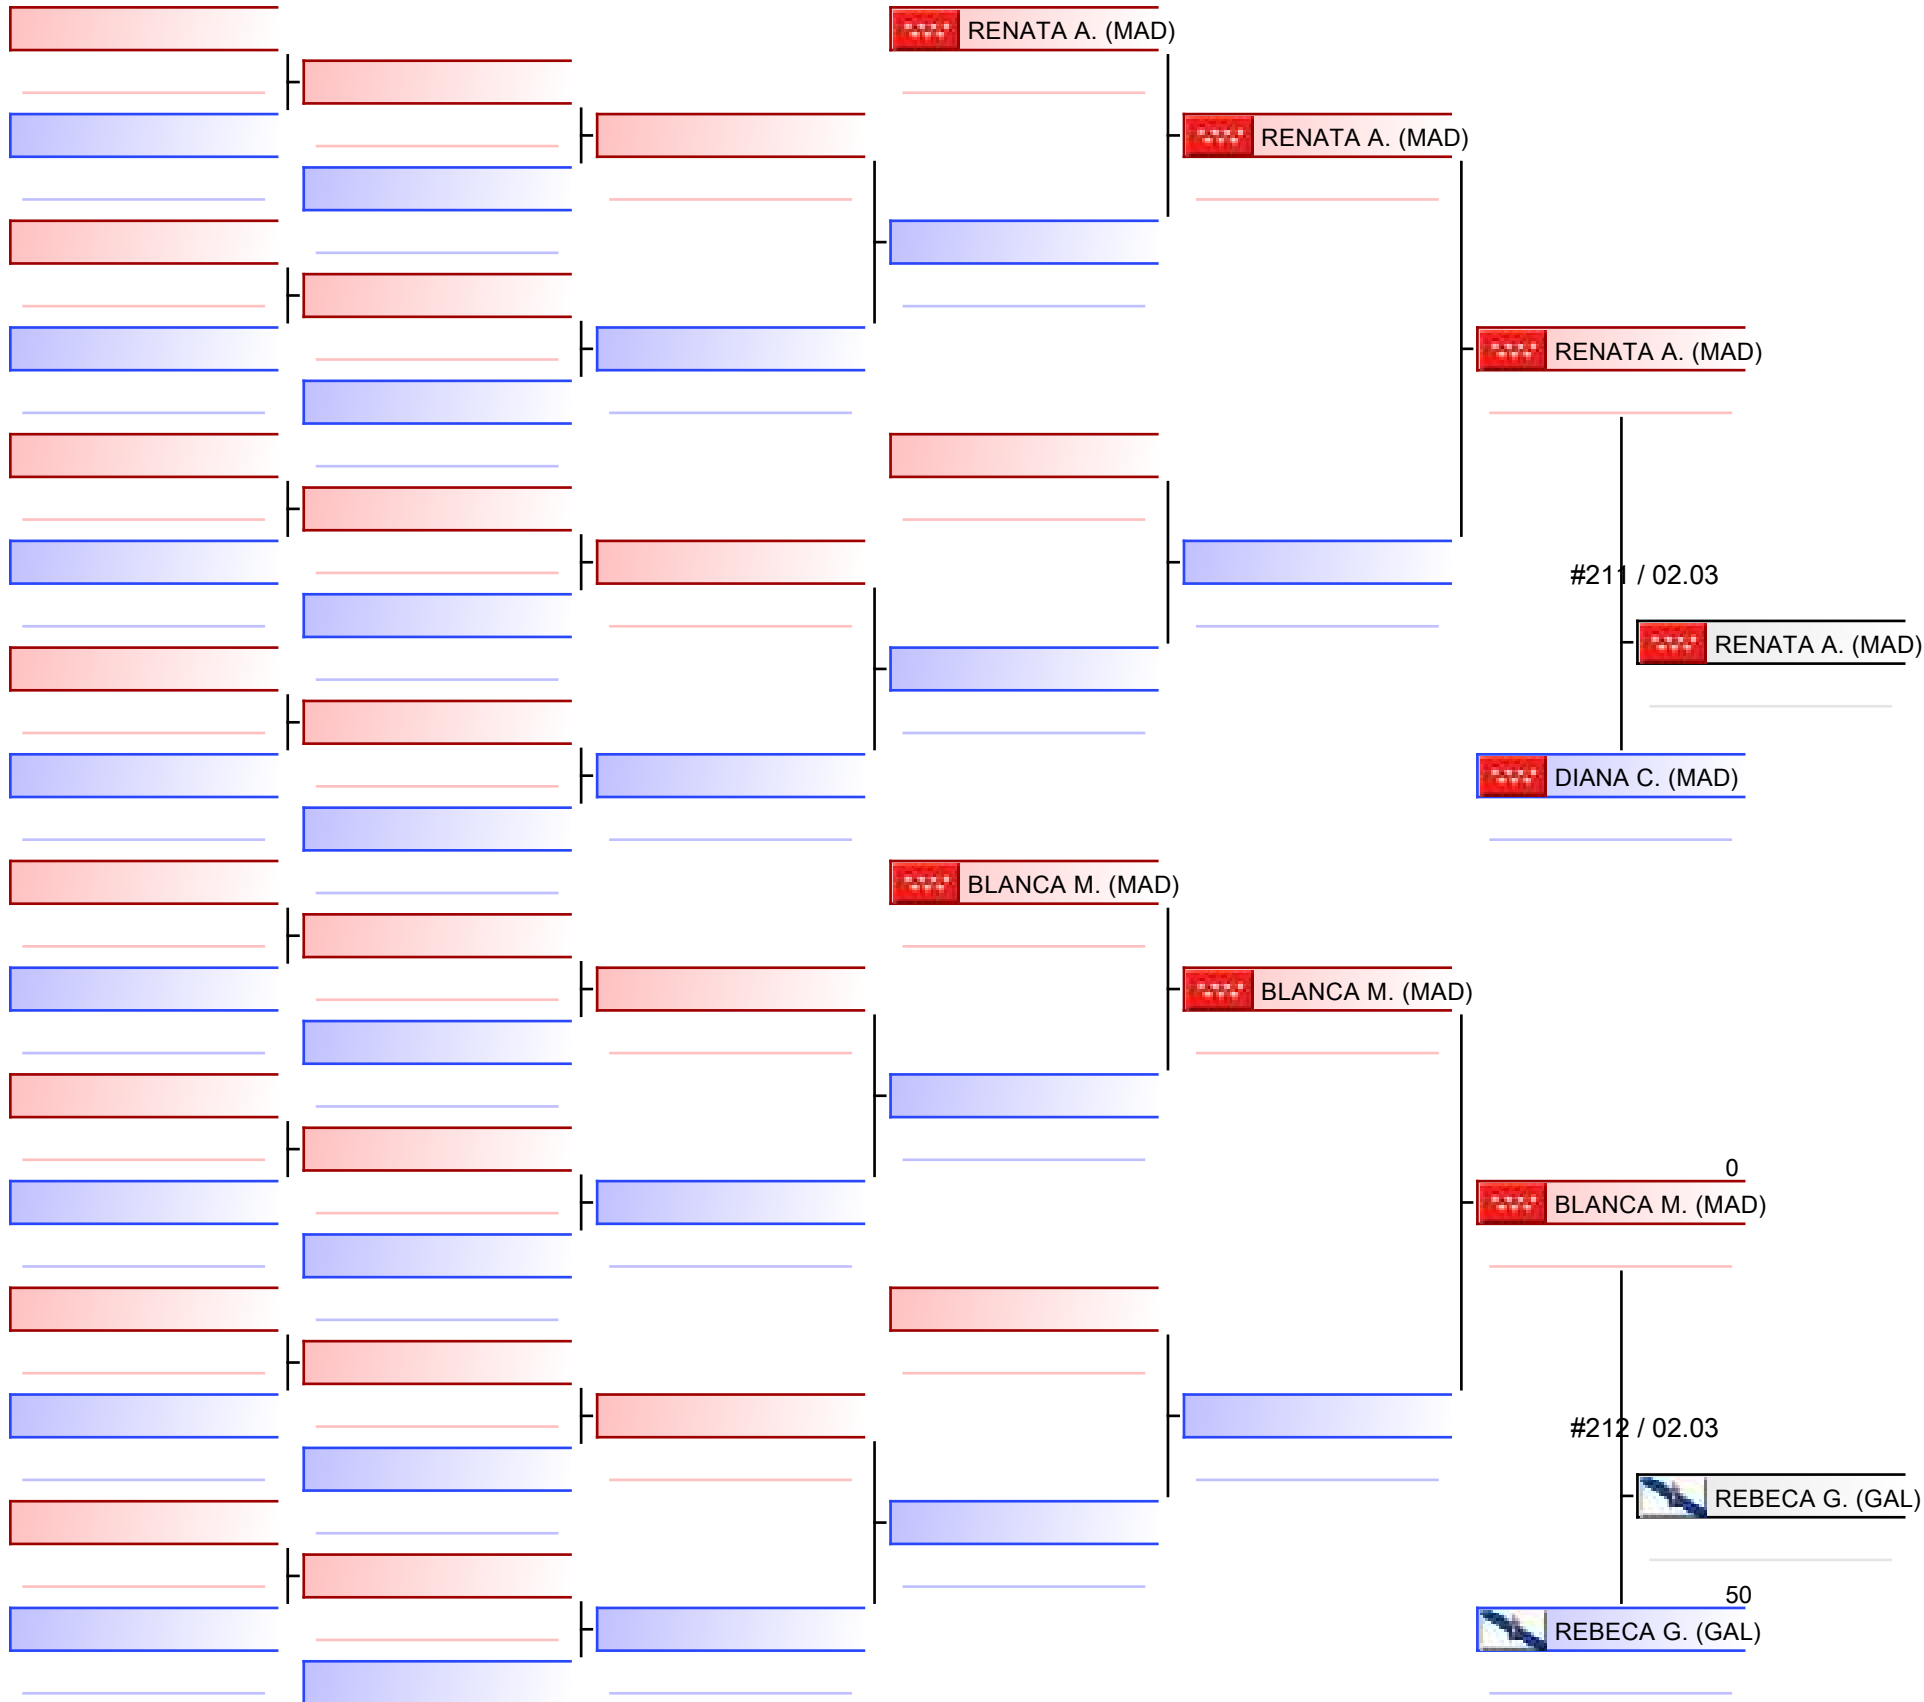 RENATA A. (MAD)
RENATA A. (MAD)
RENATA A. (MAD)
#211 / 02.03
RENATA A. (MAD)
DIANA C. (MAD)
BLANCA M. (MAD)
BLANCA M. (MAD)
0
BLANCA M. (MAD)
#212 / 02.03
REBECA G. (GAL)
50
REBECA G. (GAL)